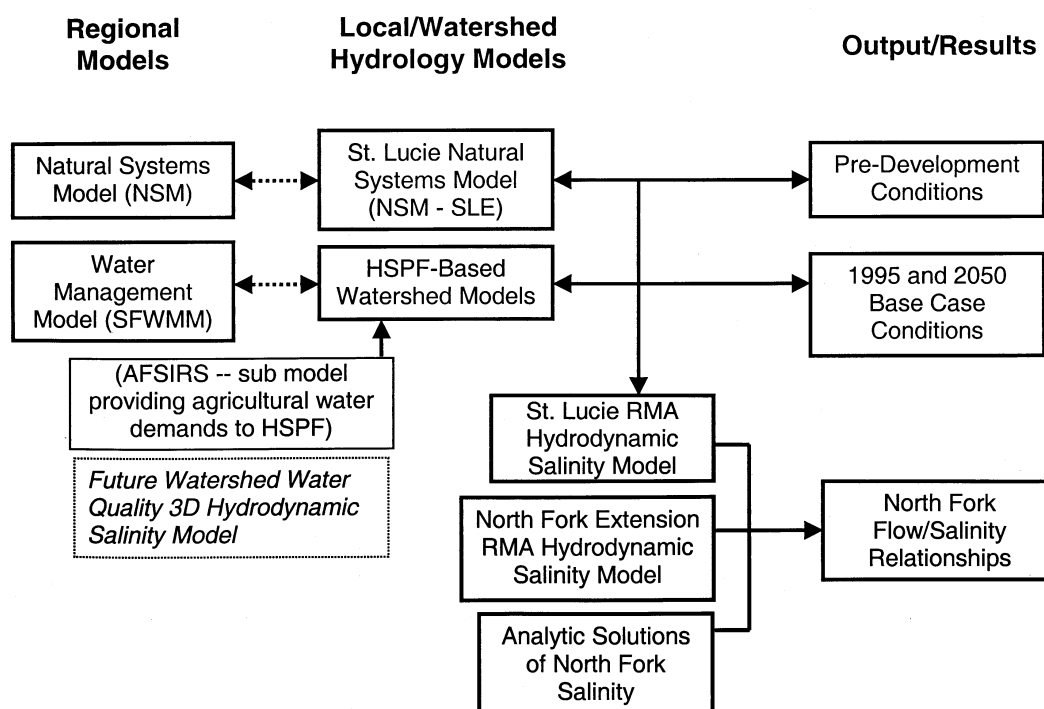 Regional
Models
Local/Watershed
Hydrology Models
Output/Results
Natural Systems
Model (NSM)
St. Lucie Natural
Systems Model
(NSM - SLE)
Pre-Development
Conditions
Water
Management
Model (SFWMM)
HSPF-Based
Watershed Models
1995 and 2050
Base Case
Conditions
(AFSIRS -- sub model
providing agricultural water
demands to HSPF)
Future Watershed Water
Quality 3D Hydrodynamic
Salinity Model
St. Lucie RMA
Hydrodynamic
Salinity Model
North Fork Extension
RMA Hydrodynamic
Salinity Model
North Fork
Flow/Salinity
Relationships
Analytic Solutions
of North Fork
Salinity